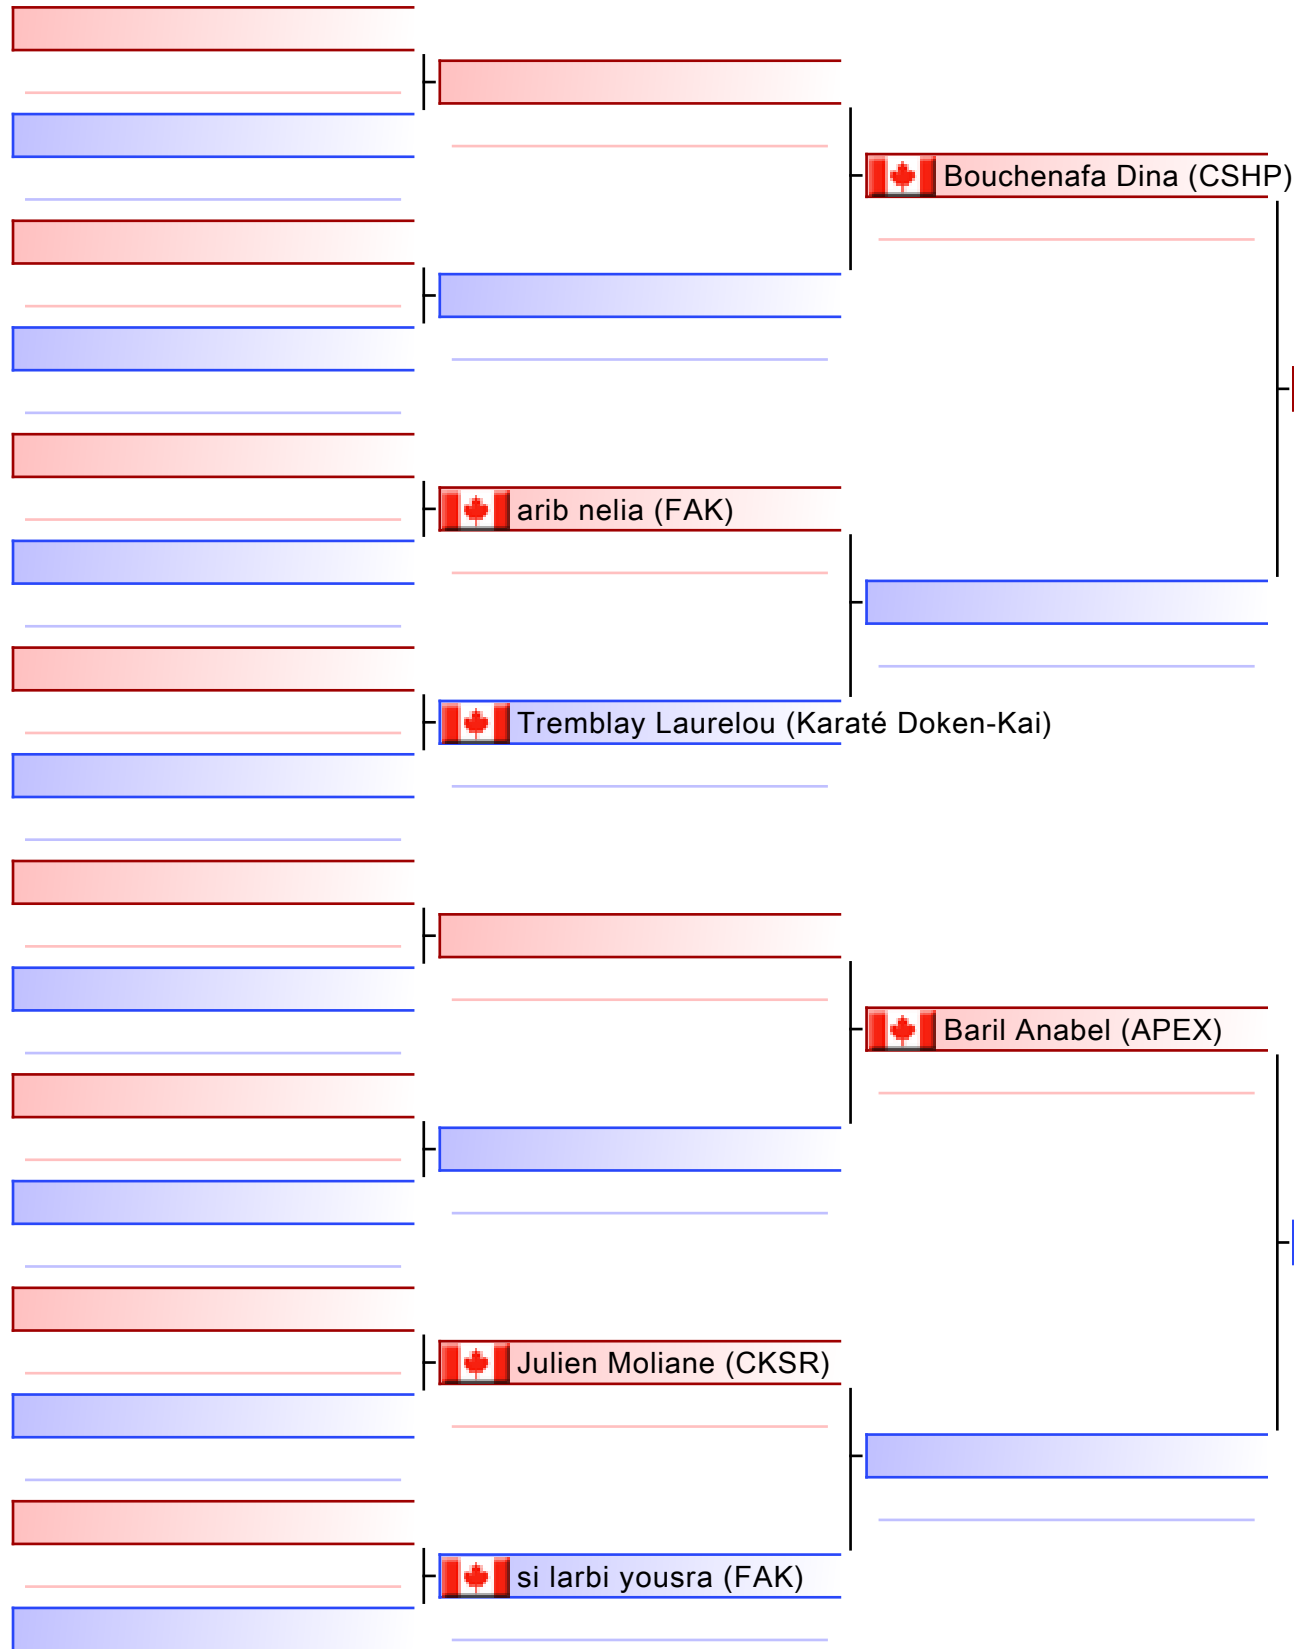 Bouchenafa Dina (CSHP)
arib nelia (FAK)
Tremblay Laurelou (Karaté Doken-Kai)
Baril Anabel (APEX)
Julien Moliane (CKSR)
si larbi yousra (FAK)